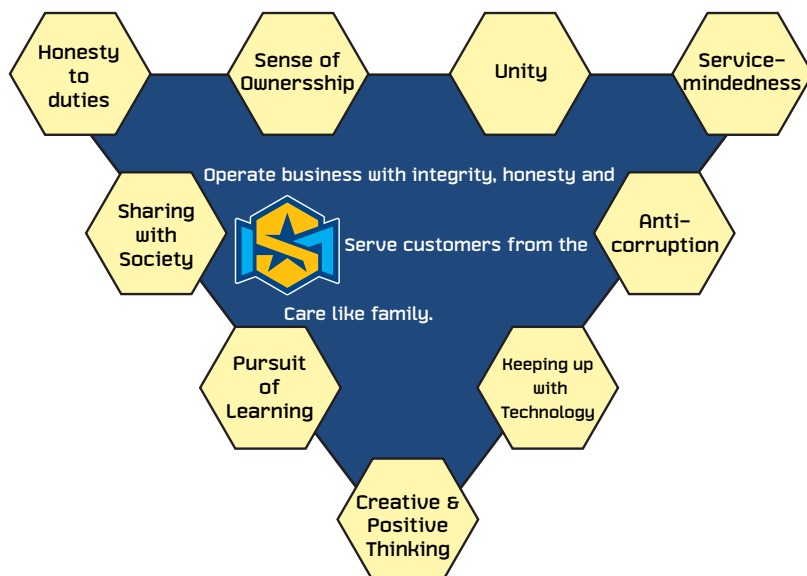 Honesty
to
duties
Sense of
Ownersship
Unity
Service-
mindedness
Operate business with integrity, honesty and
Sharing
with
Society
Serve customers from the
Anti-
corruption
Care like family.
Pursuit
of
Learning
Keeping up
with
Technology
Creative &
Positive
Thinking